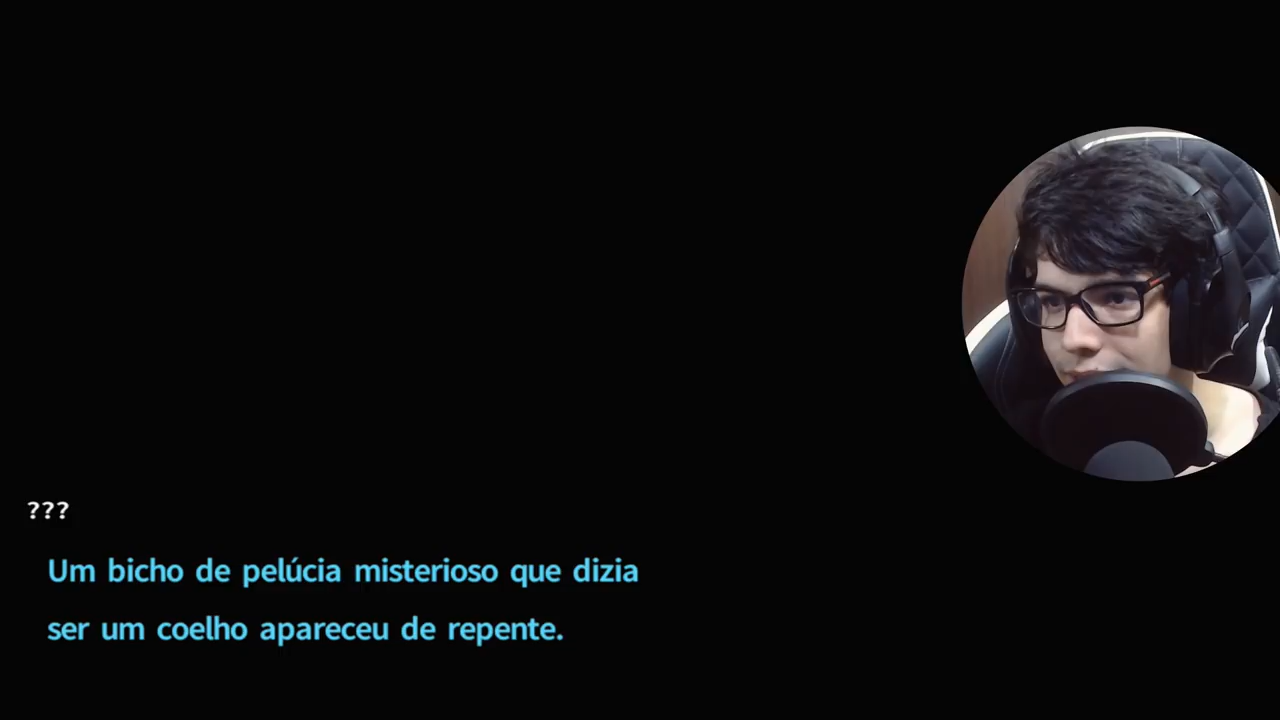 ???
Um bicho de pelúcia misterioso que dizia
ser um coelho apareceu de repente.